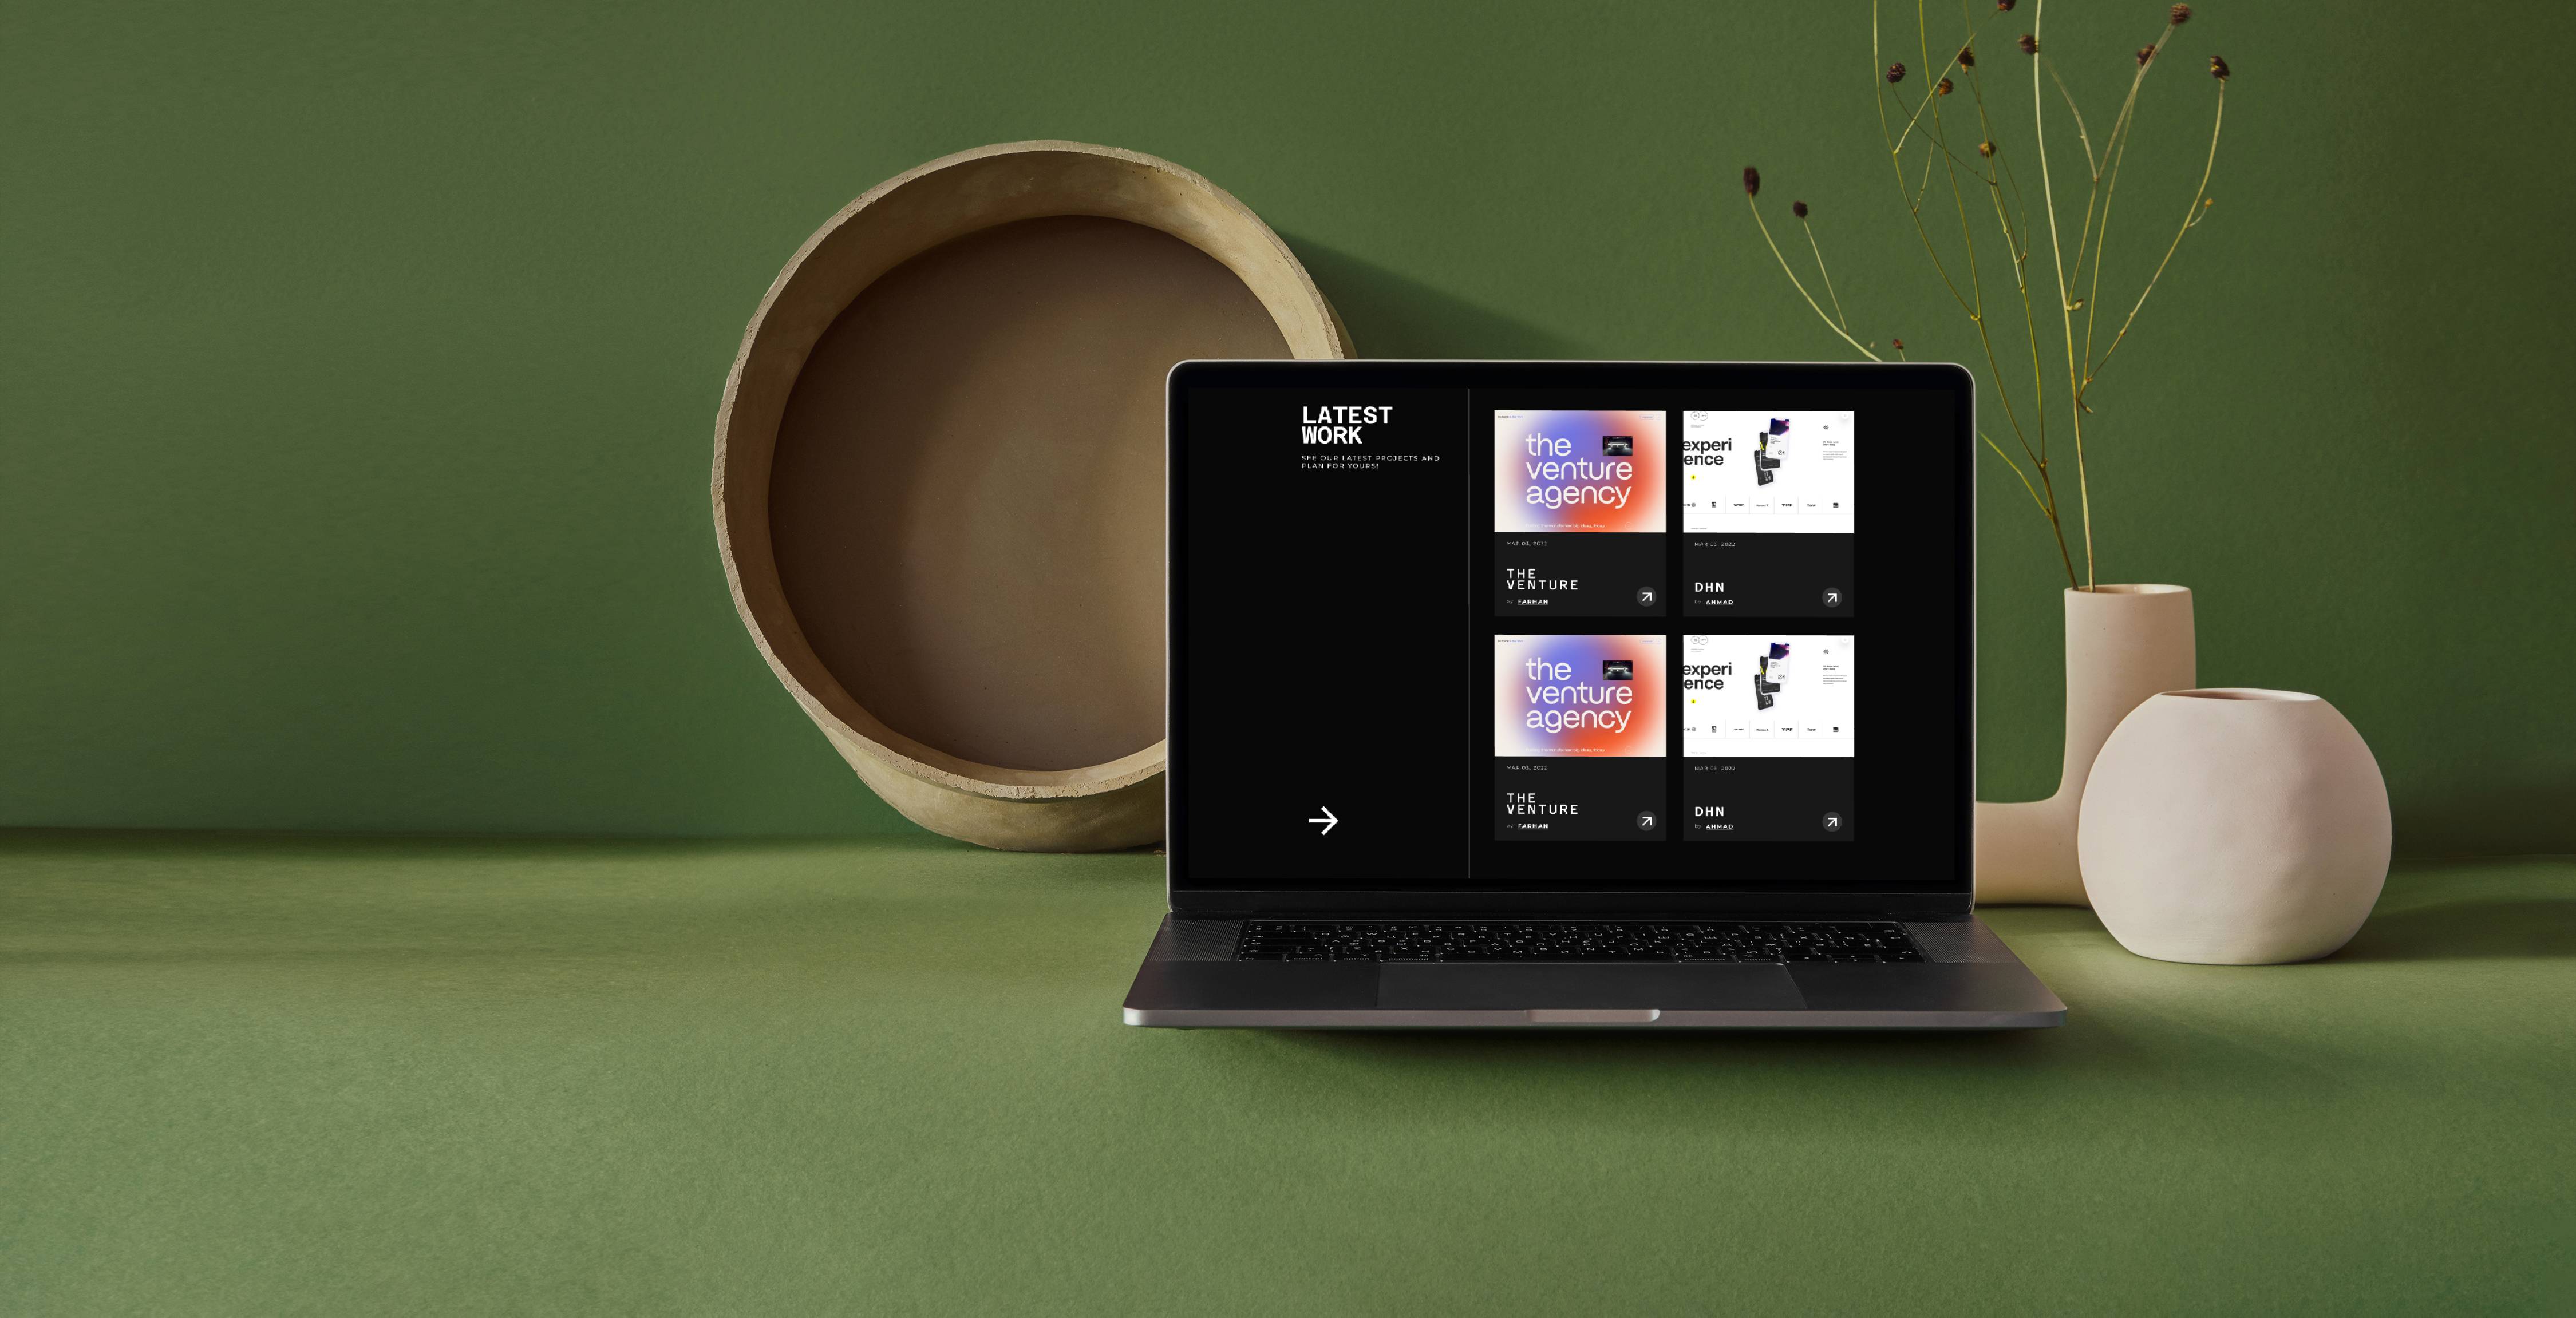 LATEST
WORK
SEE OUR LATEST PROJECTS AND
PLAN FOR YOURS!
the
venture
agency
MAR 03, 2022
THE
VENTURE
by FARHAN
experi
ence
MAR 03, 2022
DHN
by AHMAD
the
venture
agency
MAR 03, 2022
THE
VENTURE
by FARHAN
experi
ence
MAR 03, 2022
DHN
by AHMAD